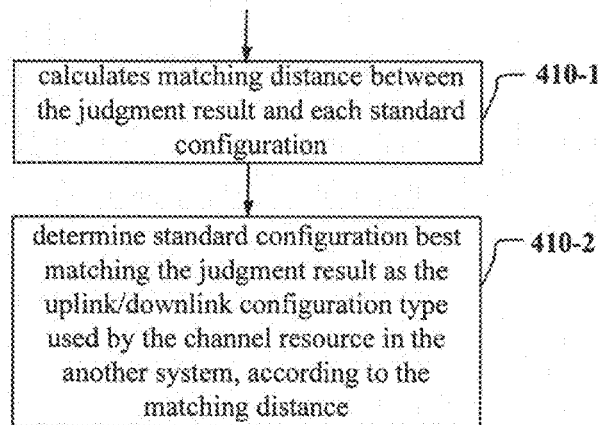 calculates matching distance between
the judgment result and each standard
configuration
410-1
determine standard configuration best
matching the judgment result as the
uplink/downlink configuration type
used by the channel resource in the
another system, according to the
matching distance
410-2